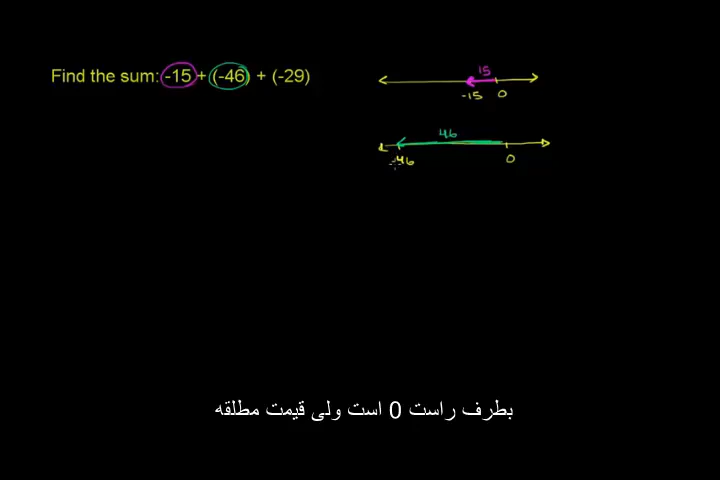 Find the sum: -15 + (-46) + (-29)
15
-15 0
46
-46 0
بطرف راست 0 است ولی قیمت مطلقه